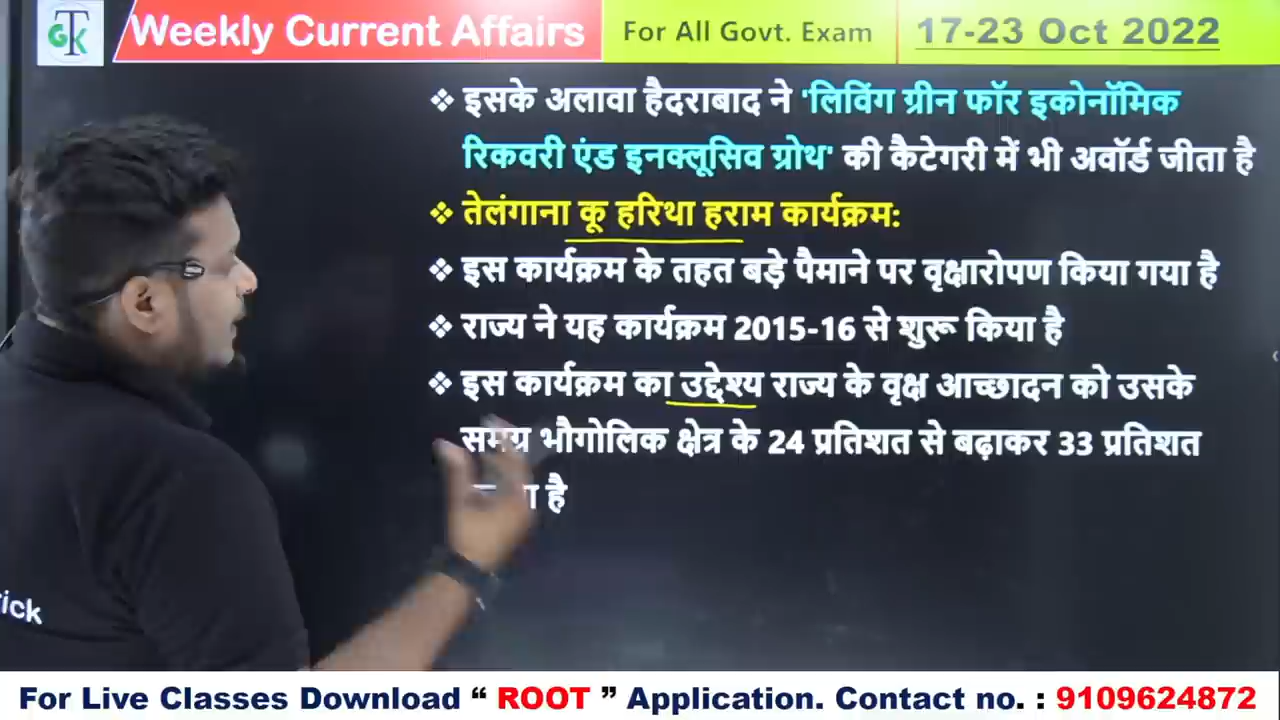 GTK
Weekly Current Affairs
For All Govt. Exam
17-23 Oct 2022
❖ इसके अलावा हैदराबाद ने 'लिविंग ग्रीन फॉर इकोनॉमिक
रिकवरी एंड इनक्लूसिव ग्रोथ' की कैटेगरी में भी अवॉर्ड जीता है
❖ तेलंगाना कू हरिथा हराम कार्यक्रम:
❖ इस कार्यक्रम के तहत बड़े पैमाने पर वृक्षारोपण किया गया है
❖ राज्य ने यह कार्यक्रम 2015-16 से शुरू किया है
❖ इस कार्यक्रम का उद्देश्य राज्य के वृक्ष आच्छादन को उसके
समग्र भौगोलिक क्षेत्र के 24 प्रतिशत से बढ़ाकर 33 प्रतिशत
है
ick
For Live Classes Download “ ROOT ” Application. Contact no. : 9109624872